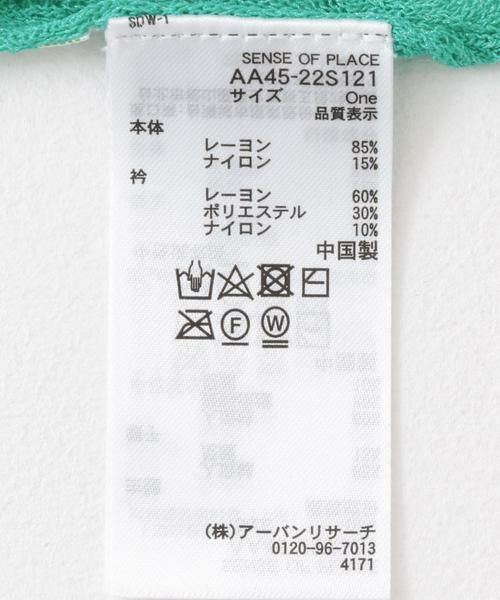 SDW-1
SENSE OF PLACE
AA45-22S121
サイズ One
品質表示
本体
レーヨン 85%
ナイロン 15%
衿
レーヨン 60%
ポリエステル 30%
ナイロン 10%
中国製
F W
(株)アーバンリサーチ
0120-96-7013
4171